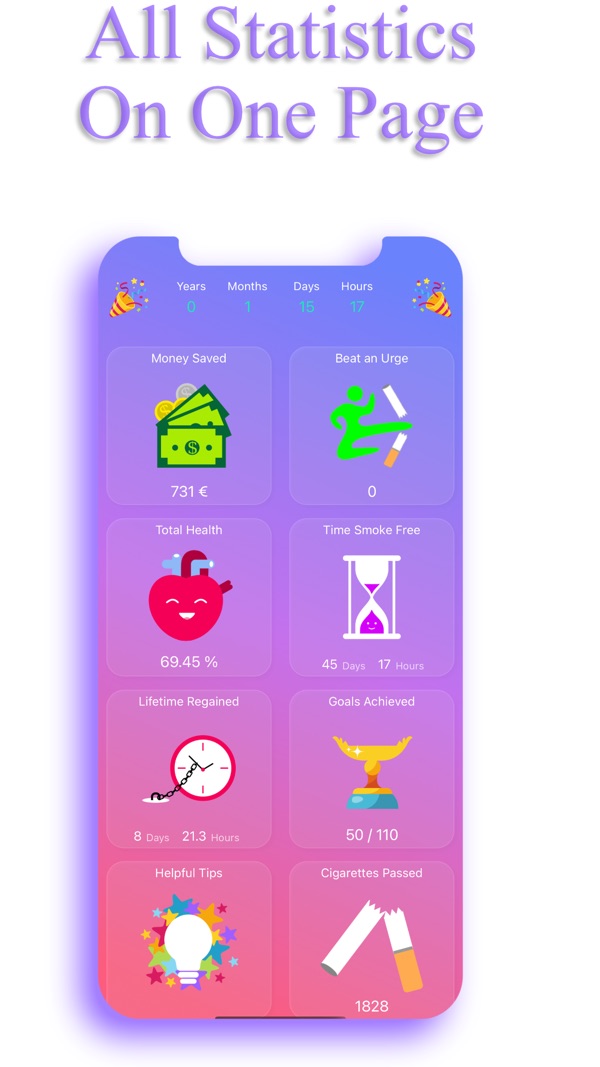 All Statistics
On One Page
Years Months Days Hours
0 1 15 17
Money Saved
731 €
Beat an Urge
0
Total Health
69.45 %
Time Smoke Free
45 Days 17 Hours
Lifetime Regained
8 Days 21.3 Hours
Goals Achieved
50 / 110
Helpful Tips
Cigarettes Passed
1828